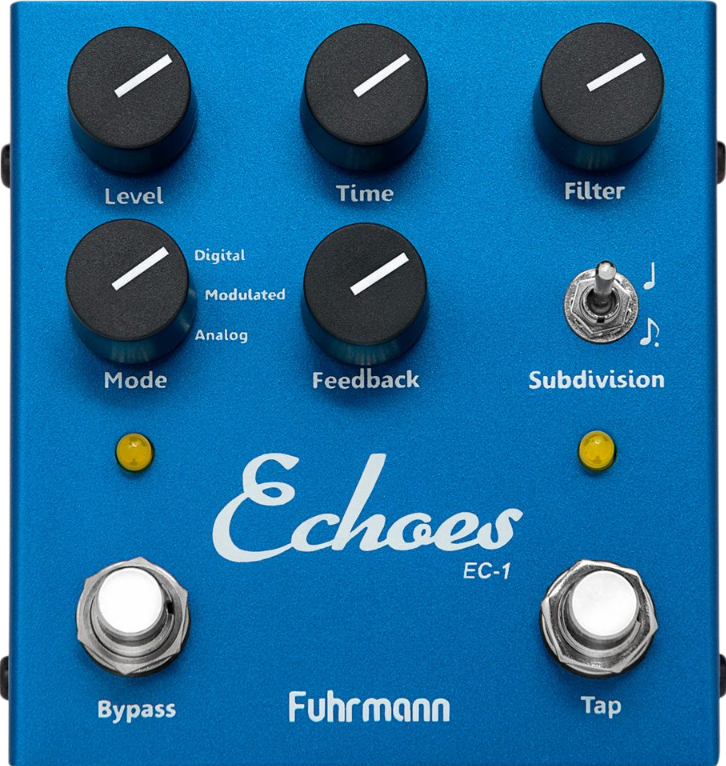 Level
Time
Filter
Digital
Modulated
Analog
Mode
Feedback
Subdivision
Echoes
EC-1
Bypass
Fuhrmann
Tap